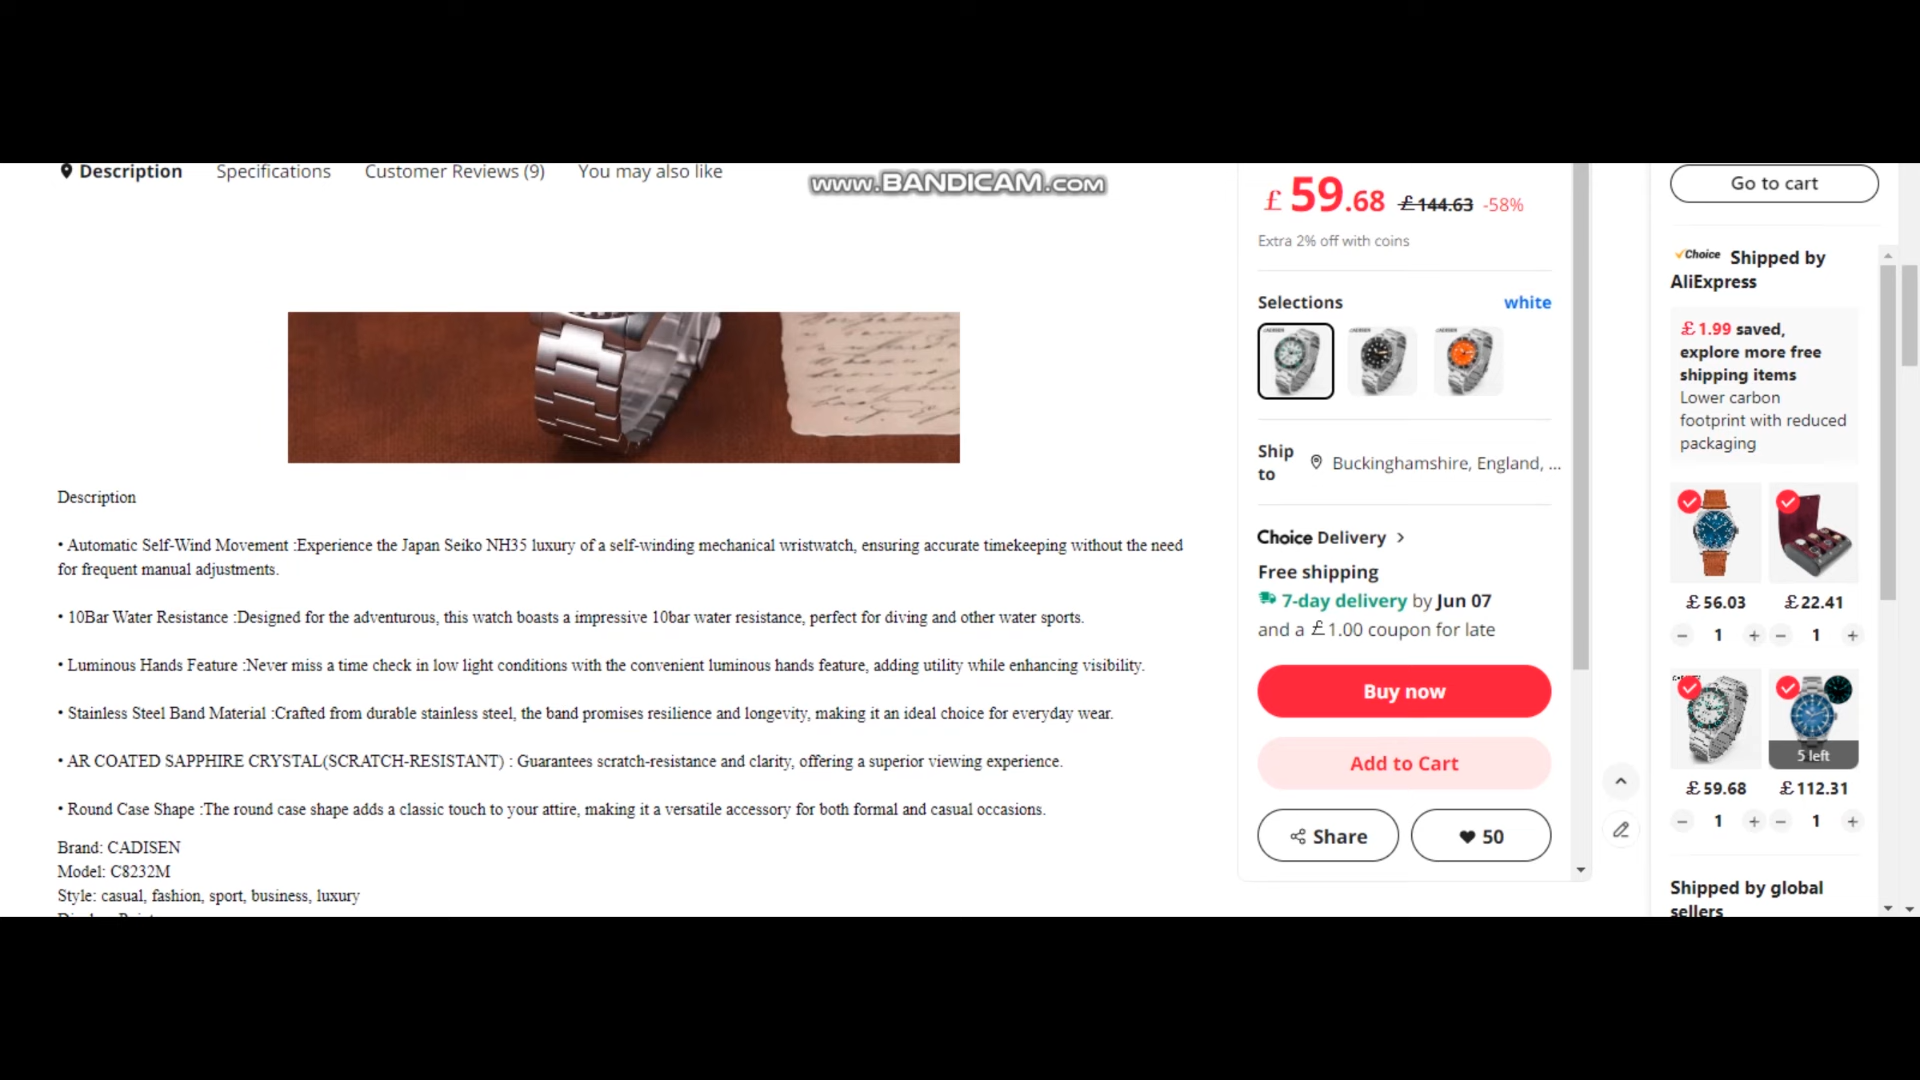 Description Specifications Customer Reviews (9) You may also like
www.BANDICAM.com
Description
• Automatic Self-Wind Movement :Experience the Japan Seiko NH35 luxury of a self-winding mechanical wristwatch, ensuring accurate timekeeping without the need
for frequent manual adjustments.
• 10Bar Water Resistance :Designed for the adventurous, this watch boasts a impressive 10bar water resistance, perfect for diving and other water sports.
• Luminous Hands Feature :Never miss a time check in low light conditions with the convenient luminous hands feature, adding utility while enhancing visibility.
• Stainless Steel Band Material :Crafted from durable stainless steel, the band promises resilience and longevity, making it an ideal choice for everyday wear.
• AR COATED SAPPHIRE CRYSTAL(SCRATCH-RESISTANT) : Guarantees scratch-resistance and clarity, offering a superior viewing experience.
• Round Case Shape :The round case shape adds a classic touch to your attire, making it a versatile accessory for both formal and casual occasions.
Brand: CADISEN
Model: C8232M
Style: casual, fashion, sport, business, luxury
£59.68 £144.63 -58%
Extra 2% off with coins
Selections white
Ship
to
Buckinghamshire, England, ...
Choice Delivery
Free shipping
7-day delivery by Jun 07
and a £1.00 coupon for late
Buy now
Add to Cart
Share 50
Go to cart
Choice Shipped by
AliExpress
£1.99 saved,
explore more free
shipping items
Lower carbon
footprint with reduced
packaging
£56.03 £22.41
− 1 + − 1 +
5 left
£59.68 £112.31
− 1 + − 1 +
Shipped by global
sellers